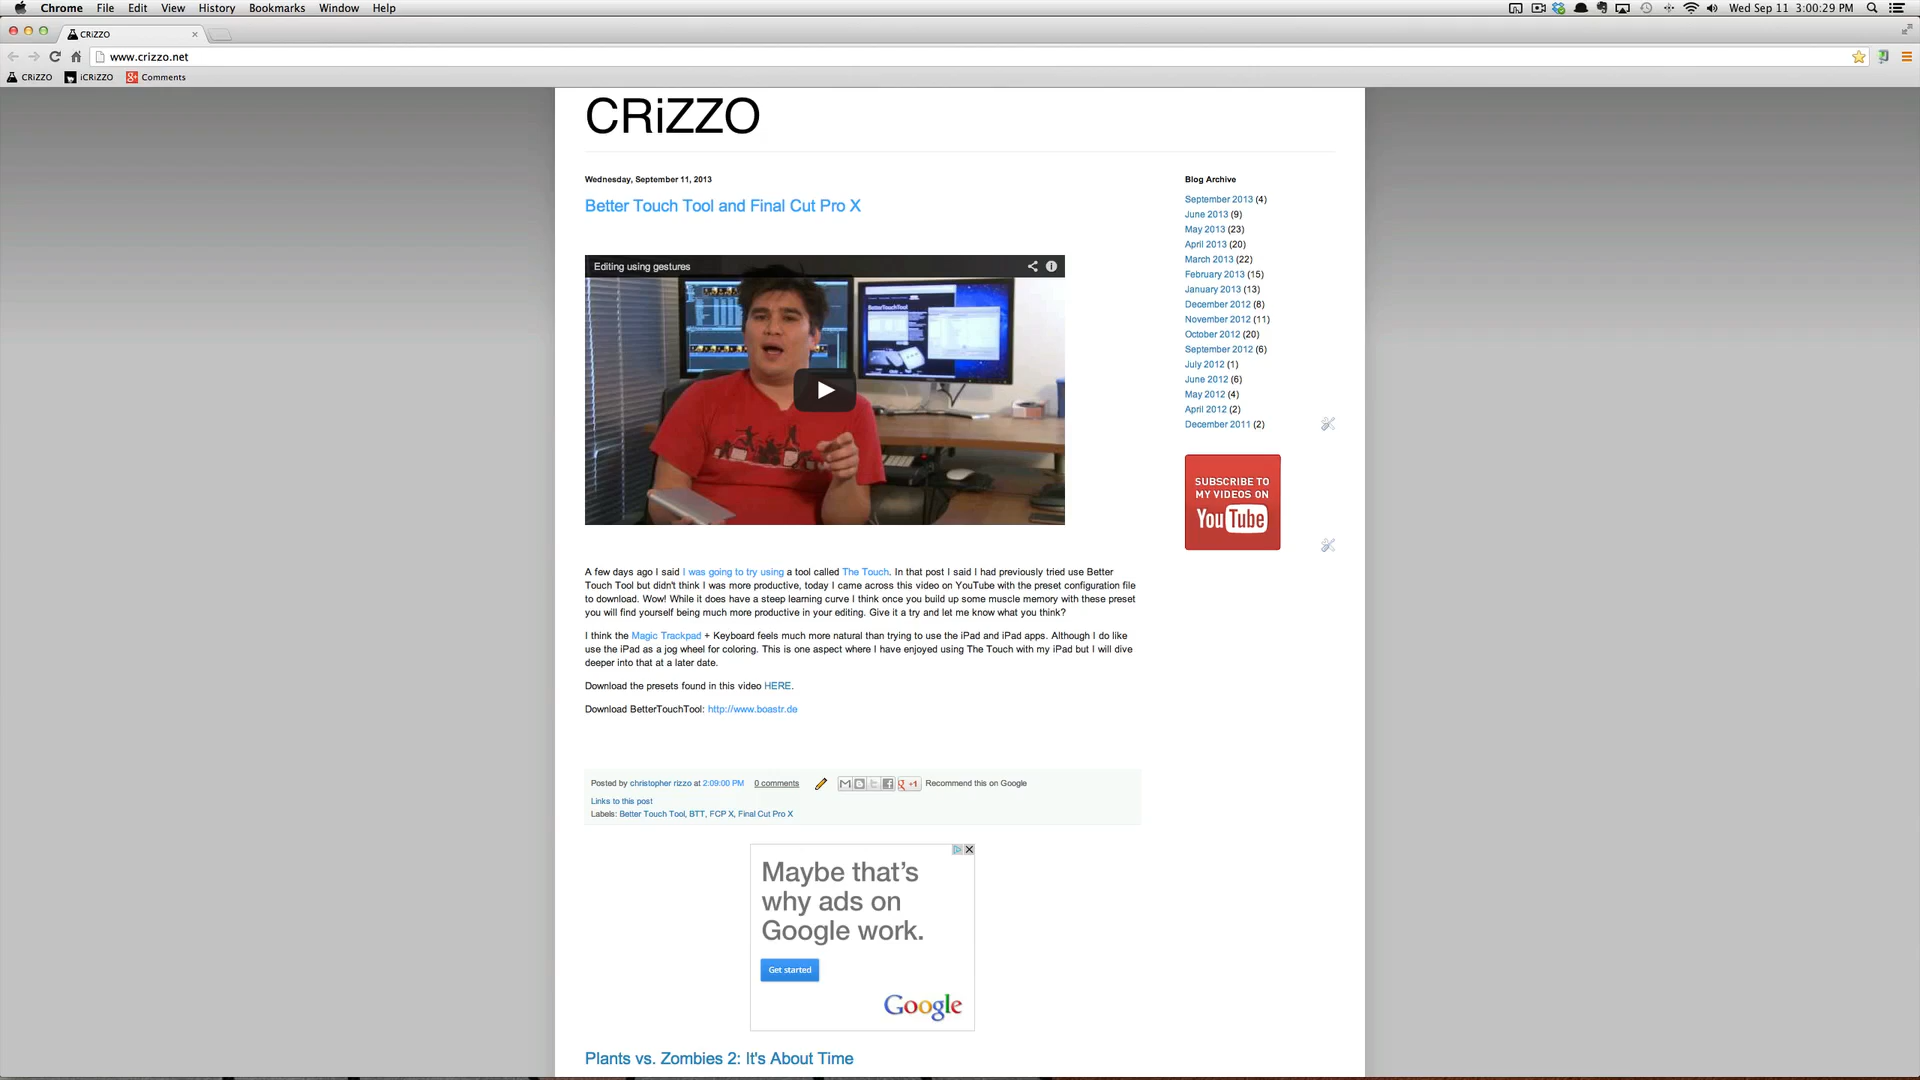 Chrome File Edit View History Bookmarks Window Help
Wed Sep 11 3:00:29 PM
CRiZZO
www.crizzo.net
CRiZZO iCRiZZO Comments
CRiZZO
Wednesday, September 11, 2013
Better Touch Tool and Final Cut Pro X
Editing using gestures
BetterTouchTool
A few days ago I said I was going to try using a tool called The Touch. In that post I said I had previously tried use Better
Touch Tool but didn't think I was more productive, today I came across this video on YouTube with the preset configuration file
to download. Wow! While it does have a steep learning curve I think once you build up some muscle memory with these preset
you will find yourself being much more productive in your editing. Give it a try and let me know what you think?
I think the Magic Trackpad + Keyboard feels much more natural than trying to use the iPad and iPad apps. Although I do like
use the iPad as a jog wheel for coloring. This is one aspect where I have enjoyed using The Touch with my iPad but I will dive
deeper into that at a later date.
Download the presets found in this video HERE.
Download BetterTouchTool: http://www.boastr.de
Posted by christopher rizzo at 2:09:00 PM 0 comments
+1 Recommend this on Google
Links to this post
Labels: Better Touch Tool, BTT, FCP X, Final Cut Pro X
Maybe that's
why ads on
Google work.
Get started
Google
Plants vs. Zombies 2: It's About Time
Blog Archive
September 2013 (4)
June 2013 (9)
May 2013 (23)
April 2013 (20)
March 2013 (22)
February 2013 (15)
January 2013 (13)
December 2012 (8)
November 2012 (11)
October 2012 (20)
September 2012 (6)
July 2012 (1)
June 2012 (6)
May 2012 (4)
April 2012 (2)
December 2011 (2)
SUBSCRIBE TO
MY VIDEOS ON
YouTube